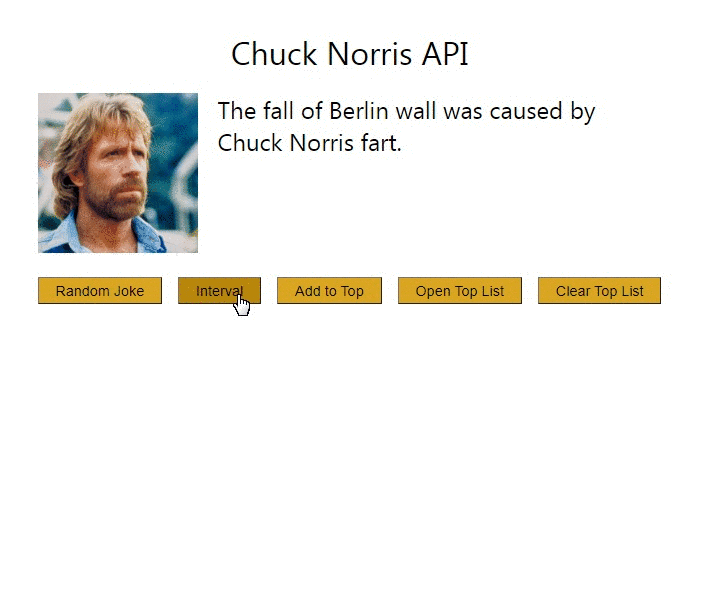 Chuck Norris API
The fall of Berlin wall was caused by
Chuck Norris fart.
Random Joke
Interval
Add to Top
Open Top List
Clear Top List